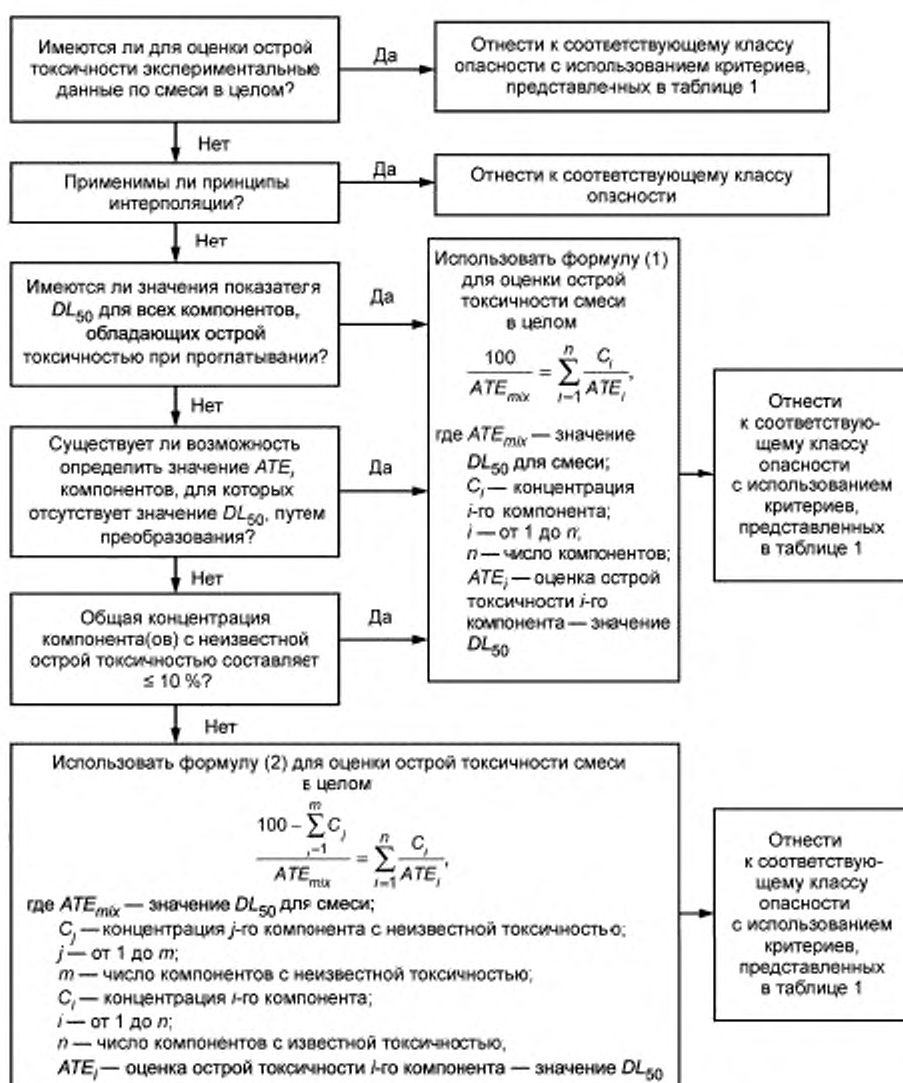 Имеются ли для оценки острой
токсичности экспериментальные
данные по смеси в целом?
Да
Отнести к соответствующему классу
опасности с использованием критериев,
представленных в таблице 1
Нет
Применимы ли принципы
интерполяции?
Да
Отнести к соответствующему классу
опасности
Нет
Имеются ли значения показателя
DL50 для всех компонентов,
обладающих острой
токсичностью при проглатывании?
Да
Нет
Существует ли возможность
определить значение ATEi
компонентов, для которых
отсутствует значение DL50, путем
преобразования?
Да
Нет
Общая концентрация
компонента(ов) с неизвестной
острой токсичностью составляет
≤ 10 %?
Да
Нет
Использовать формулу (1)
для оценки острой
токсичности смеси
в целом
100 / ATEmix = ∑(i=1…n) Ci / ATEi,
где ATEmix — значение
DL50 для смеси;
Ci — концентрация
i-го компонента;
i — от 1 до n;
n — число компонентов;
ATEi — оценка острой
токсичности i-го
компонента — значение
DL50
Отнести
к соответствую-
щему классу
опасности
с использованием
критериев,
представленных
в таблице 1
Использовать формулу (2) для оценки острой токсичности смеси
в целом
(100 – ∑(j=1…m) Cj) / ATEmix = ∑(i=1…n) Ci / ATEi,
где ATEmix — значение DL50 для смеси;
Cj — концентрация j-го компонента с неизвестной токсичностью;
j — от 1 до m;
m — число компонентов с неизвестной токсичностью;
Ci — концентрация i-го компонента;
i — от 1 до n;
n — число компонентов с известной токсичностью,
ATEi — оценка острой токсичности i-го компонента — значение DL50
Отнести
к соответствую-
щему классу
опасности
с использованием
критериев,
представленных
в таблице 1